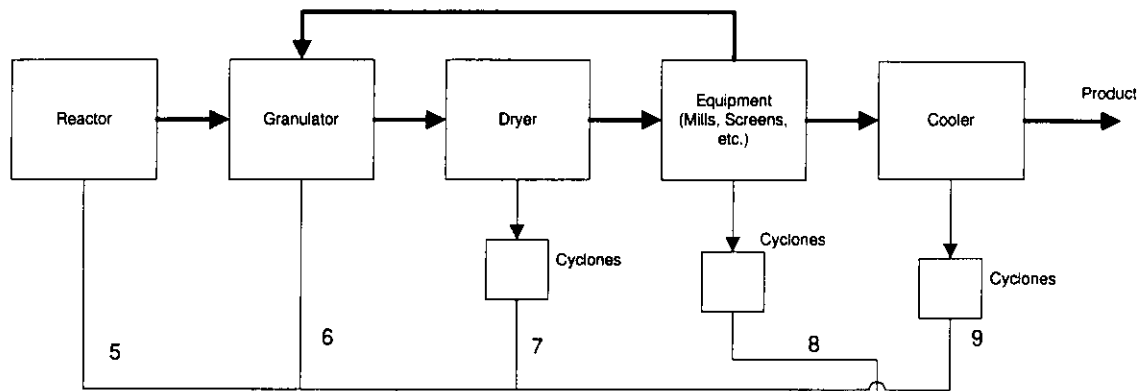 Reactor
Granulator
Dryer
Equipment
(Mills, Screens,
etc.)
Cooler
Product
Cyclones
Cyclones
Cyclones
5
6
7
8
9